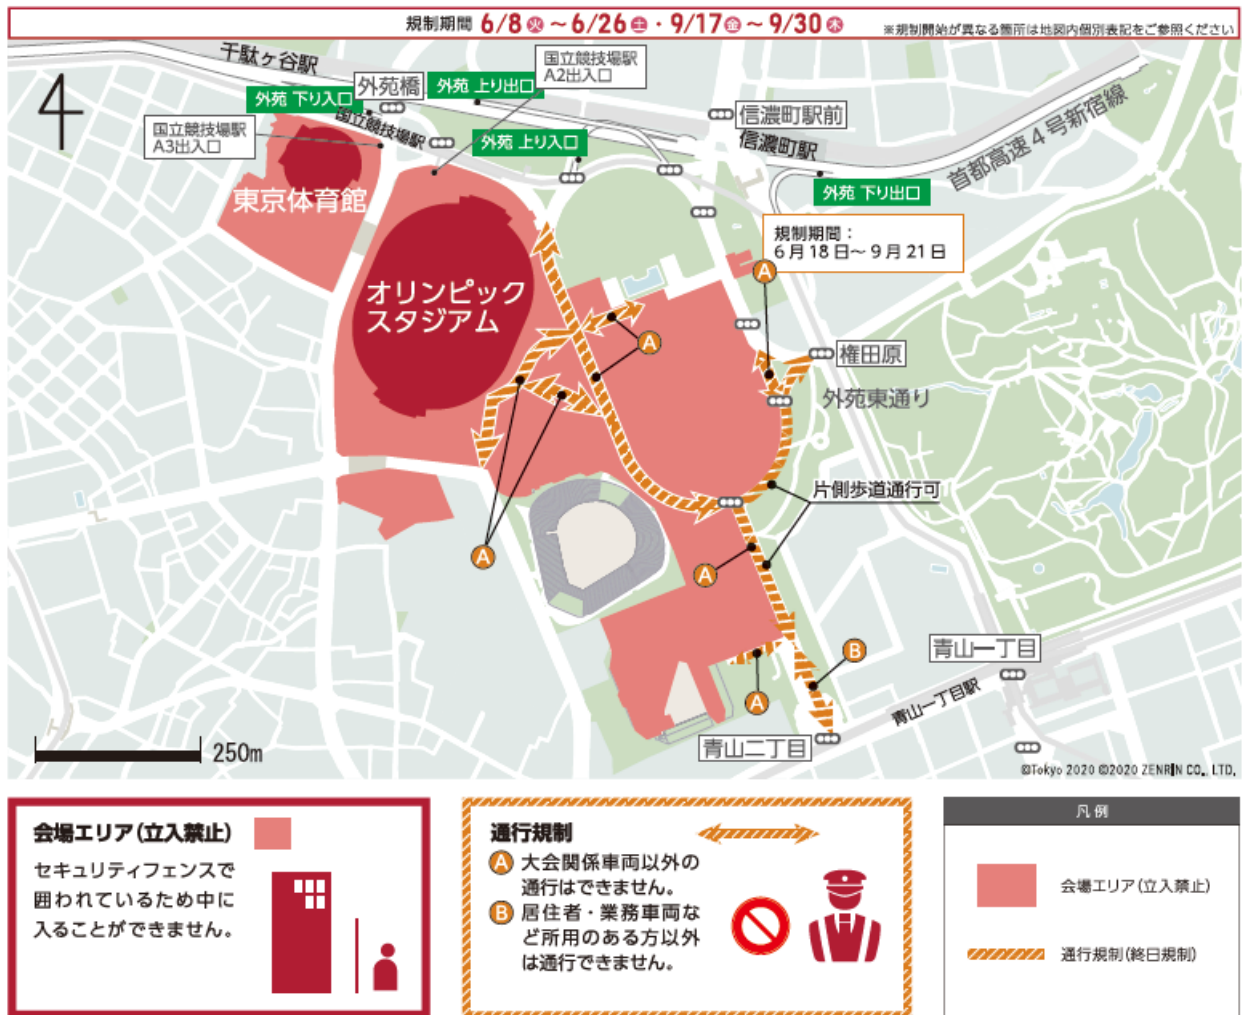 規制期間 6/8火～6/26土・9/17金～9/30木
※規制開始が異なる箇所は地図内個別表記をご参照ください
千駄ヶ谷駅
国立競技場駅
A2出入口
外苑橋
外苑 上り出口
外苑 下り入口
国立競技場駅
A3出入口
国立競技場駅
外苑 上り入口
信濃町駅前
信濃町駅
首都高速4号新宿線
外苑 下り出口
東京体育館
規制期間：
6月18日～9月21日
A
オリンピック
スタジアム
A
権田原
外苑東通り
片側歩道通行可
A
A
B
青山一丁目
A
青山一丁目駅
青山二丁目
250m
©Tokyo 2020 ©2020 ZENRIN CO., LTD.
会場エリア（立入禁止）
セキュリティフェンスで
囲われているため中に
入ることができません。
通行規制
A 大会関係車両以外の
通行はできません。
B 居住者・業務車両な
ど所用のある方以外
は通行できません。
凡例
会場エリア（立入禁止）
通行規制（終日規制）